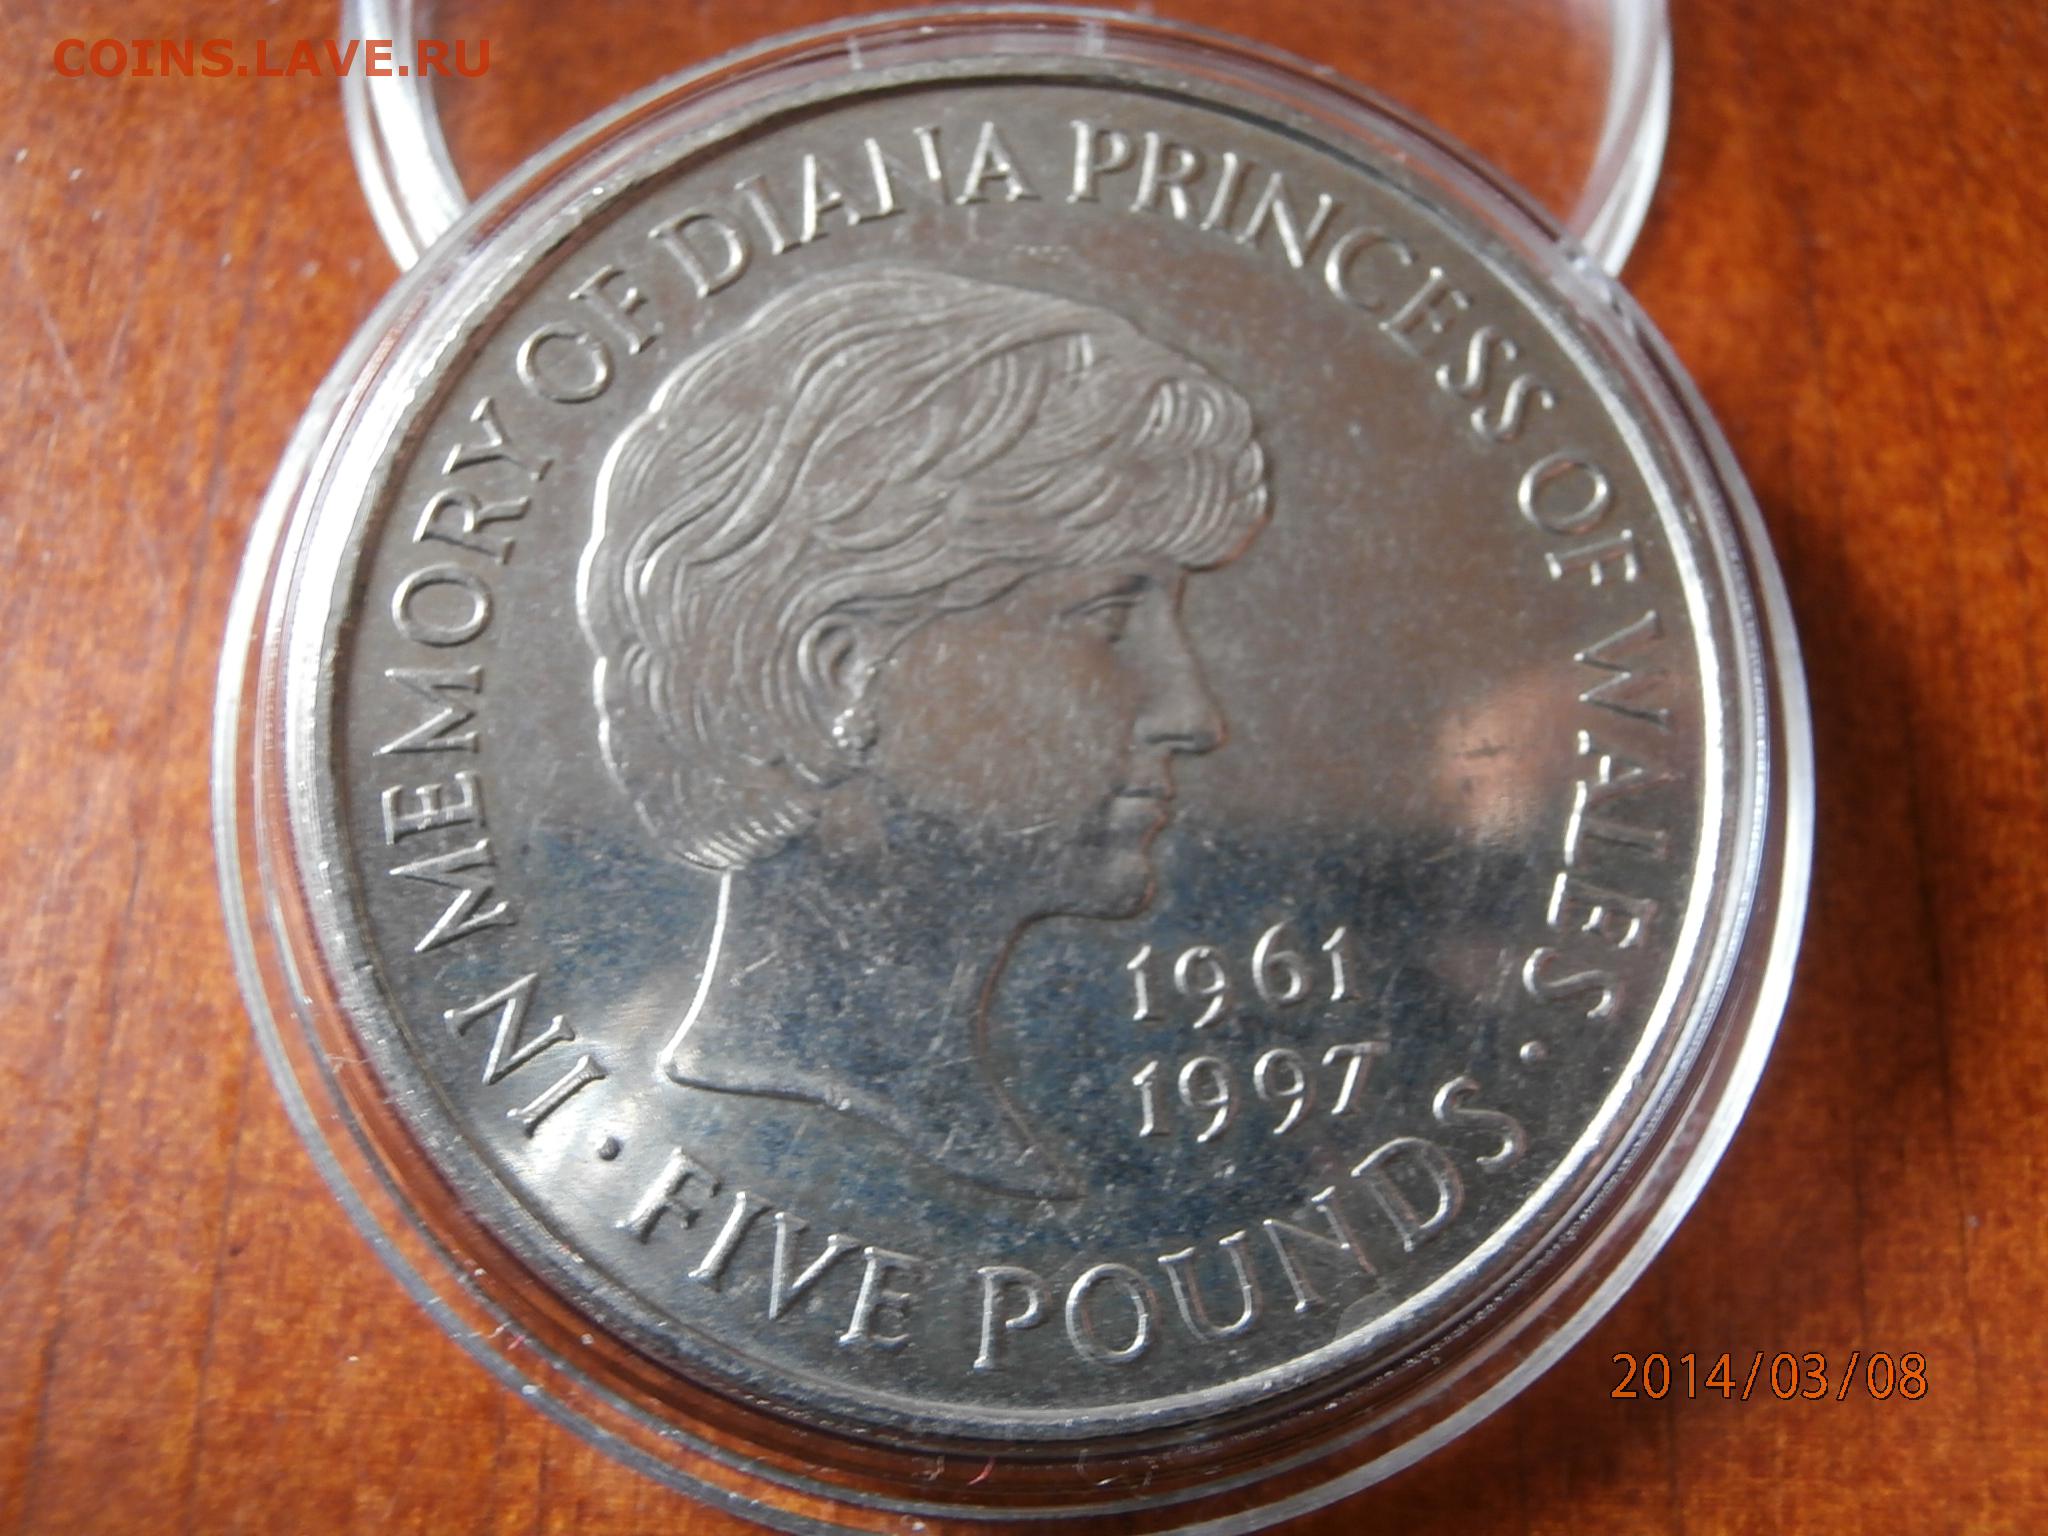 COINS.LAVE.RU
IN MEMORY OF DIANA PRINCESS OF WALES ·
1961
1997
· FIVE POUNDS
2014/03/08